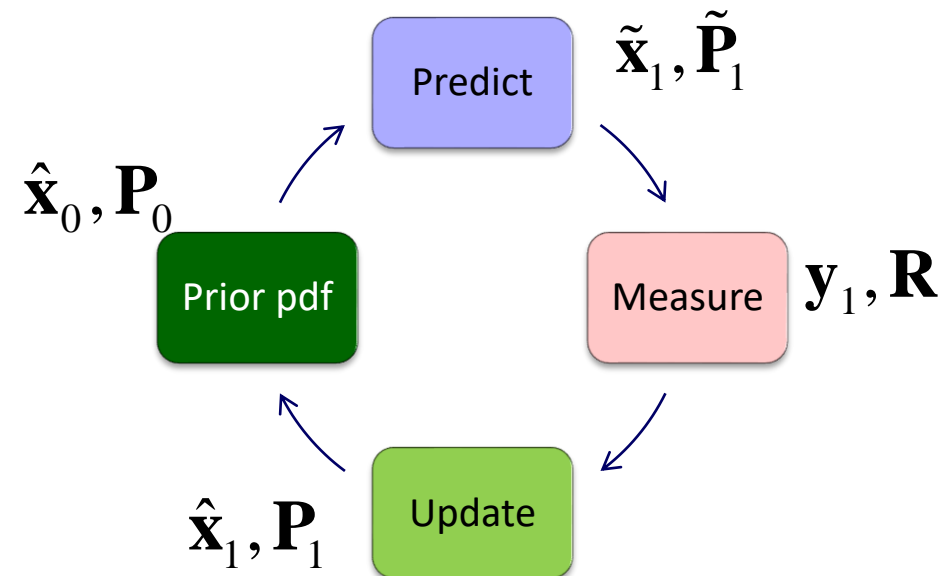 Predict
x̃₁, P̃₁
x̂₀, P₀
Prior pdf
Measure
y₁, R
Update
x̂₁, P₁